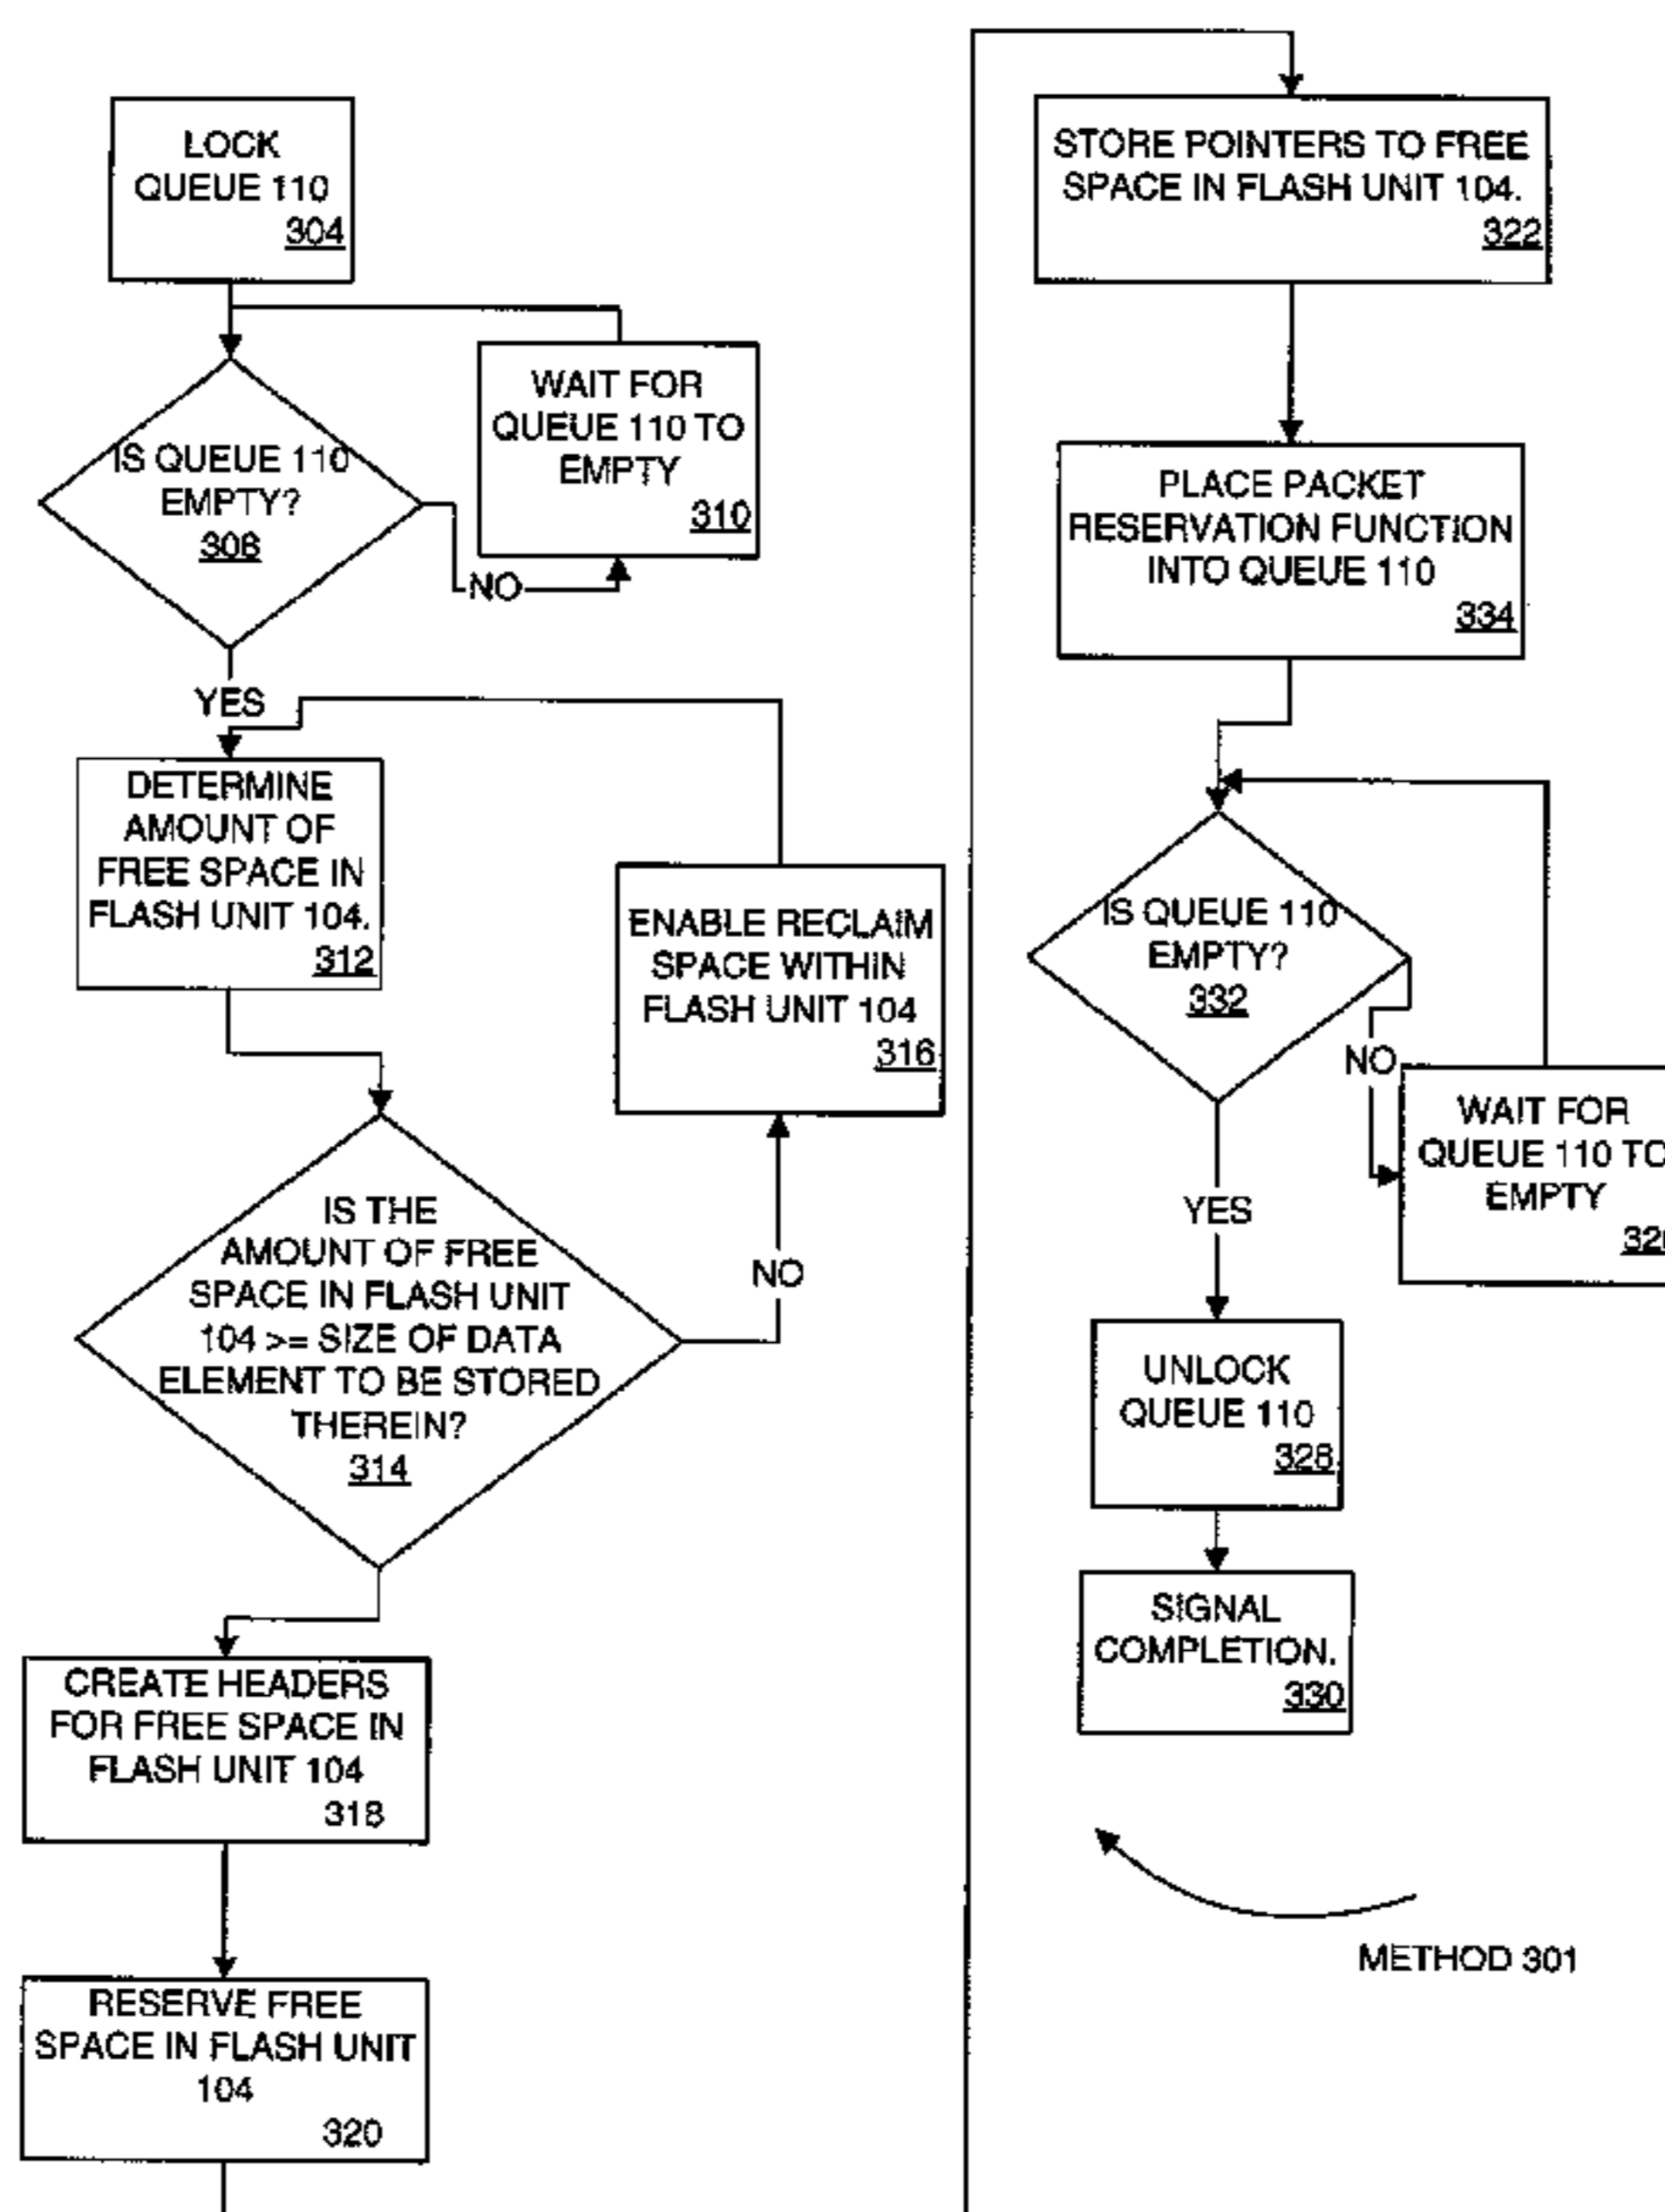 LOCK
QUEUE 110
304
IS QUEUE 110
EMPTY?
308
WAIT FOR
QUEUE 110 TO
EMPTY
310
NO
YES
DETERMINE
AMOUNT OF
FREE SPACE IN
FLASH UNIT 104.
312
ENABLE RECLAIM
SPACE WITHIN
FLASH UNIT 104
316
IS THE
AMOUNT OF FREE
SPACE IN FLASH UNIT
104 >= SIZE OF DATA
ELEMENT TO BE STORED
THEREIN?
314
NO
CREATE HEADERS
FOR FREE SPACE IN
FLASH UNIT 104
318
RESERVE FREE
SPACE IN FLASH UNIT
104
320
STORE POINTERS TO FREE
SPACE IN FLASH UNIT 104.
322
PLACE PACKET
RESERVATION FUNCTION
INTO QUEUE 110
334
IS QUEUE 110
EMPTY?
332
NO
WAIT FOR
QUEUE 110 TO
EMPTY
YES
UNLOCK
QUEUE 110
328
SIGNAL
COMPLETION.
330
METHOD 301